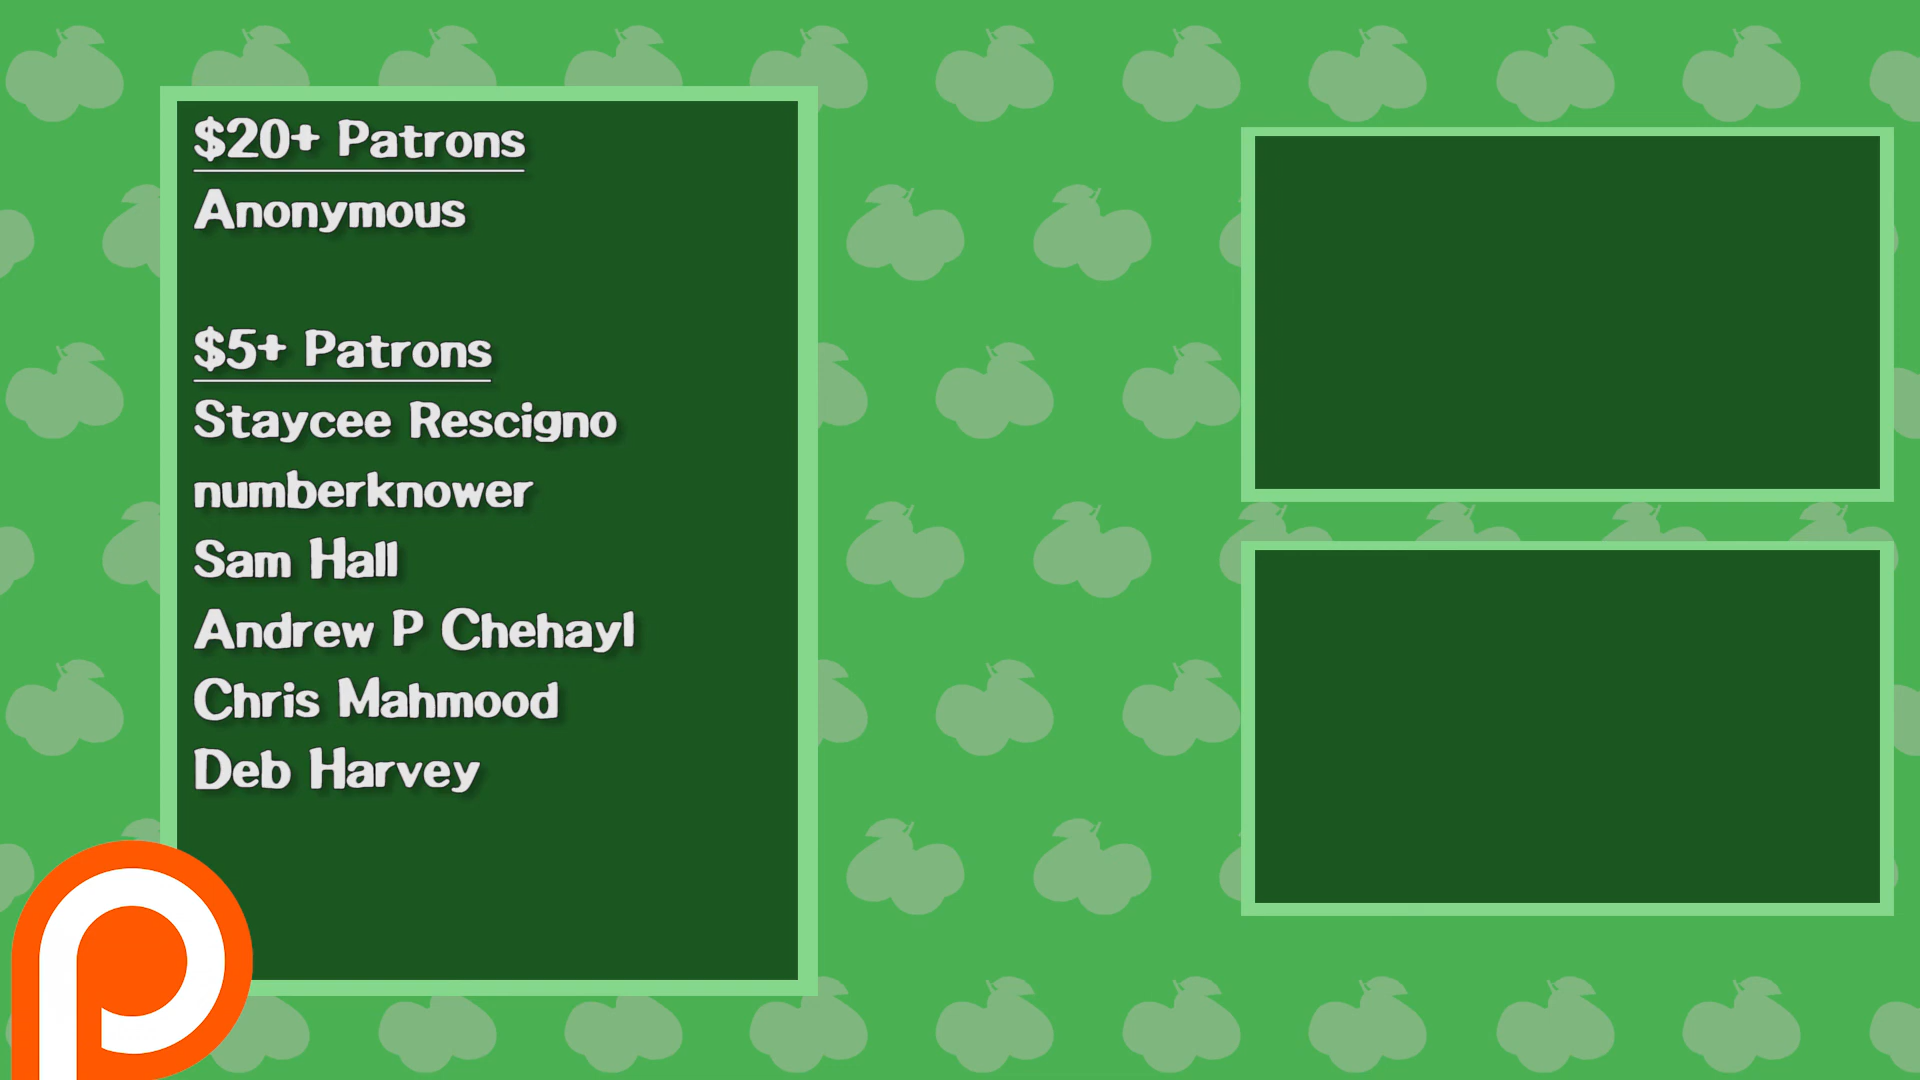 $20+ Patrons
Anonymous
$5+ Patrons
Staycee Rescigno
numberknower
Sam Hall
Andrew P Chehayl
Chris Mahmood
Deb Harvey